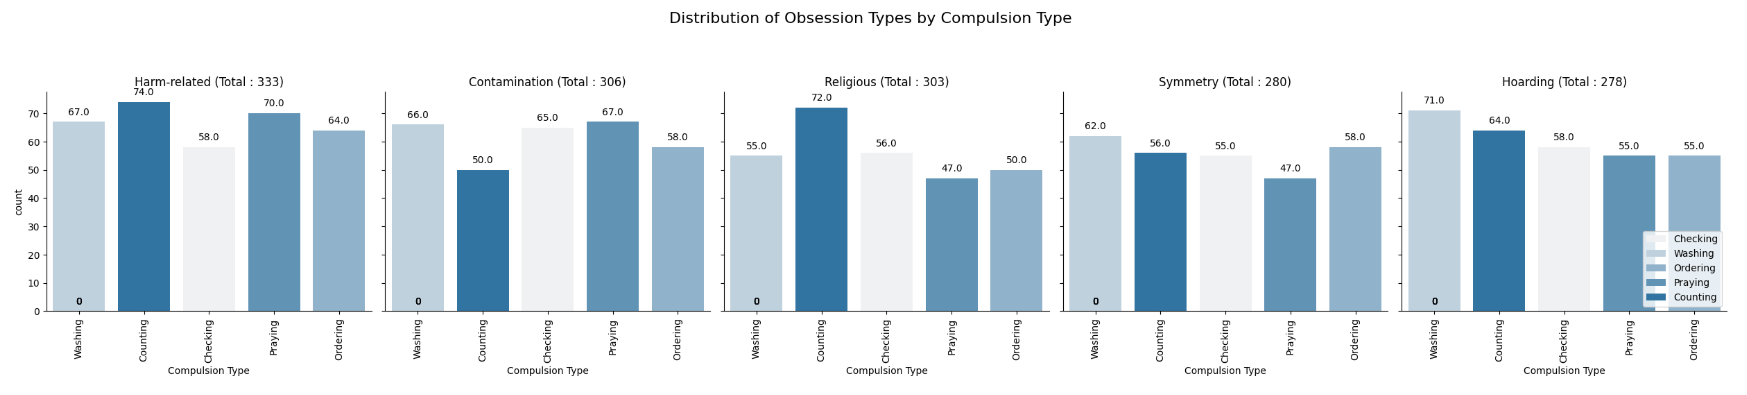 Distribution of Obsession Types by Compulsion Type
Harm-related (Total : 333)
count
70
60
50
40
30
20
10
0
67.0
74.0
58.0
70.0
64.0
0
Washing
Counting
Checking
Praying
Ordering
Compulsion Type
Contamination (Total : 306)
66.0
50.0
65.0
67.0
58.0
0
Washing
Counting
Checking
Praying
Ordering
Compulsion Type
Religious (Total : 303)
55.0
72.0
56.0
47.0
50.0
0
Washing
Counting
Checking
Praying
Ordering
Compulsion Type
Symmetry (Total : 280)
62.0
56.0
55.0
47.0
58.0
0
Washing
Counting
Checking
Praying
Ordering
Compulsion Type
Hoarding (Total : 278)
71.0
64.0
58.0
55.0
55.0
0
Washing
Counting
Checking
Praying
Ordering
Compulsion Type
Checking
Washing
Ordering
Praying
Counting